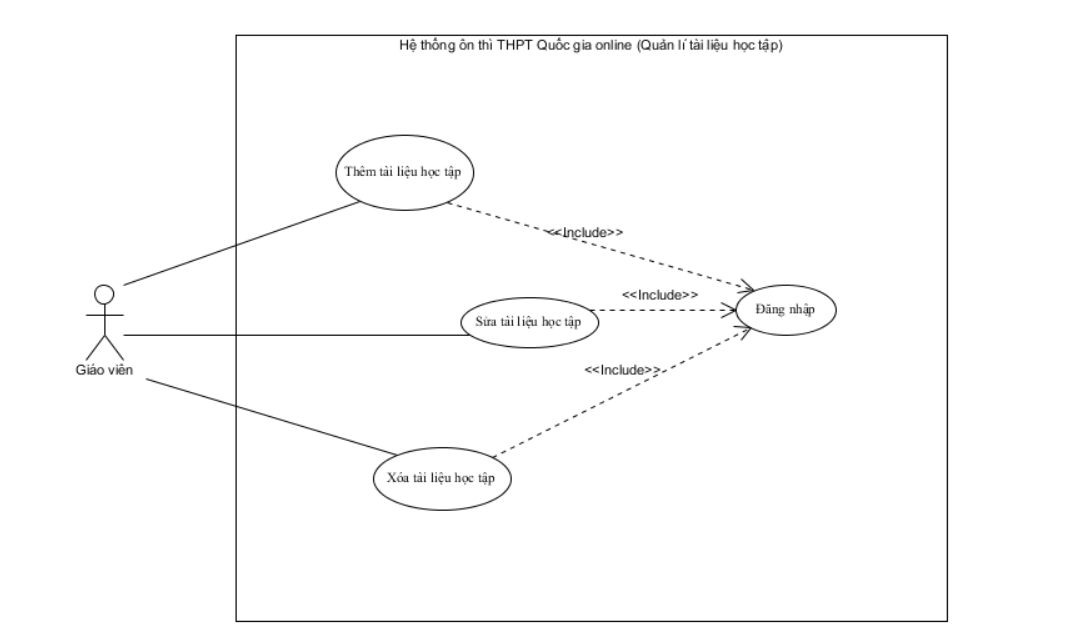 Hệ thống ôn thi THPT Quốc gia online (Quản lí tài liệu học tập)
Thêm tài liệu học tập
<<Include>>
<<Include>>
Đăng nhập
Sửa tài liệu học tập
Giáo viên
<<Include>>
Xóa tài liệu học tập